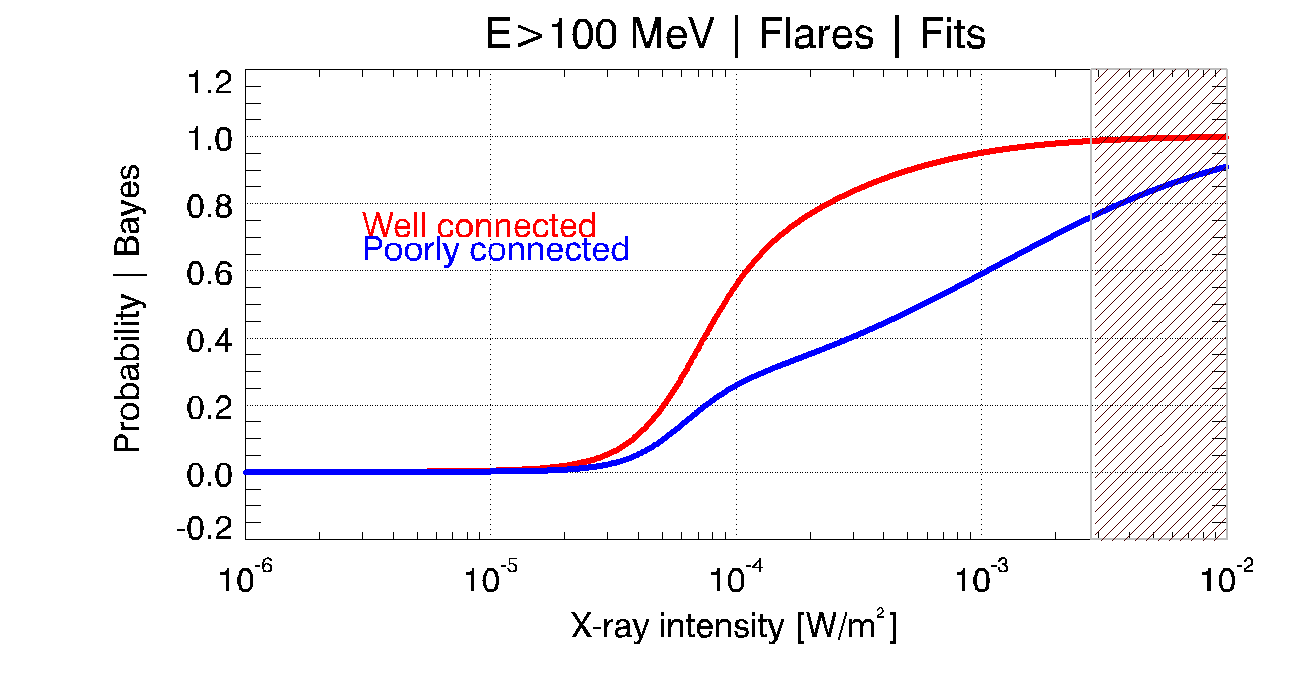 E>100 MeV | Flares | Fits
1.2
1.0
0.8
0.6
0.4
0.2
0.0
-0.2
Probability | Bayes
Well connected
Poorly connected
10⁻⁶ 10⁻⁵ 10⁻⁴ 10⁻³ 10⁻²
X-ray intensity [W/m²]